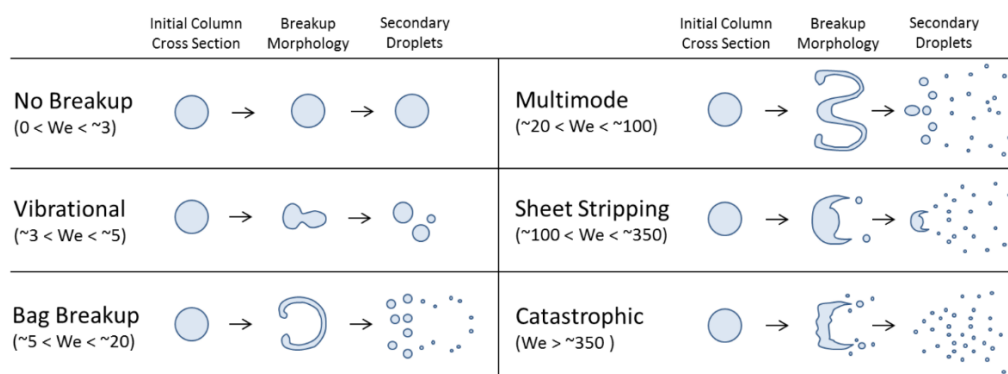 Initial Column
Cross Section
Breakup
Morphology
Secondary
Droplets
Initial Column
Cross Section
Breakup
Morphology
Secondary
Droplets
No Breakup
(0 < We < ~3)
Multimode
(~20 < We < ~100)
Vibrational
(~3 < We < ~5)
Sheet Stripping
(~100 < We < ~350)
Bag Breakup
(~5 < We < ~20)
Catastrophic
(We > ~350 )